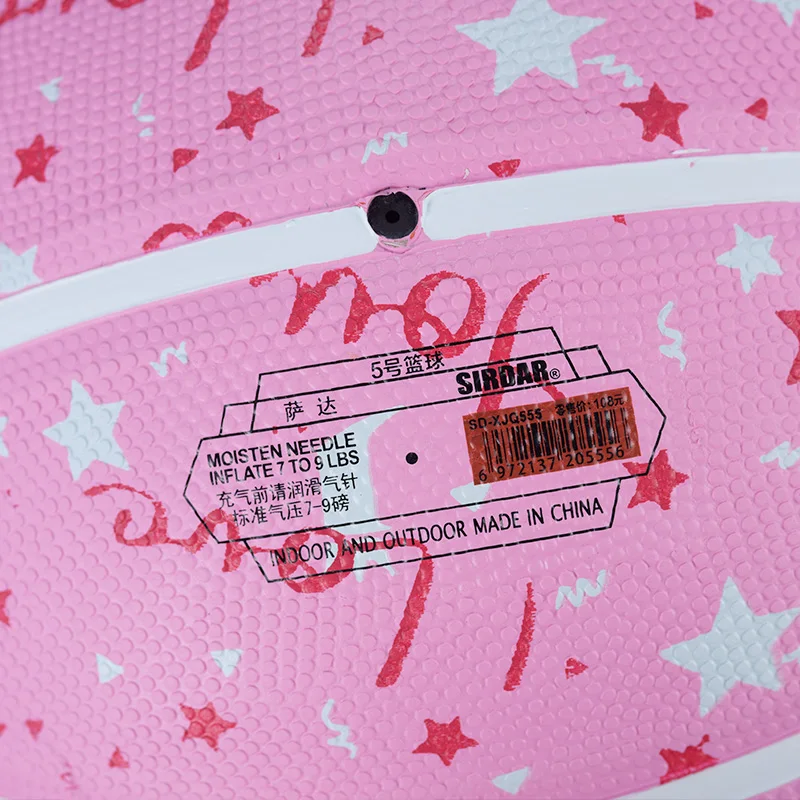 5号篮球
萨 达
SIRDAR®
SD-XJQ555 零售价:108元
6 972137 205556
MOISTEN NEEDLE
INFLATE 7 TO 9 LBS
充气前请润滑气针
标准气压7-9磅
INDOOR AND OUTDOOR MADE IN CHINA